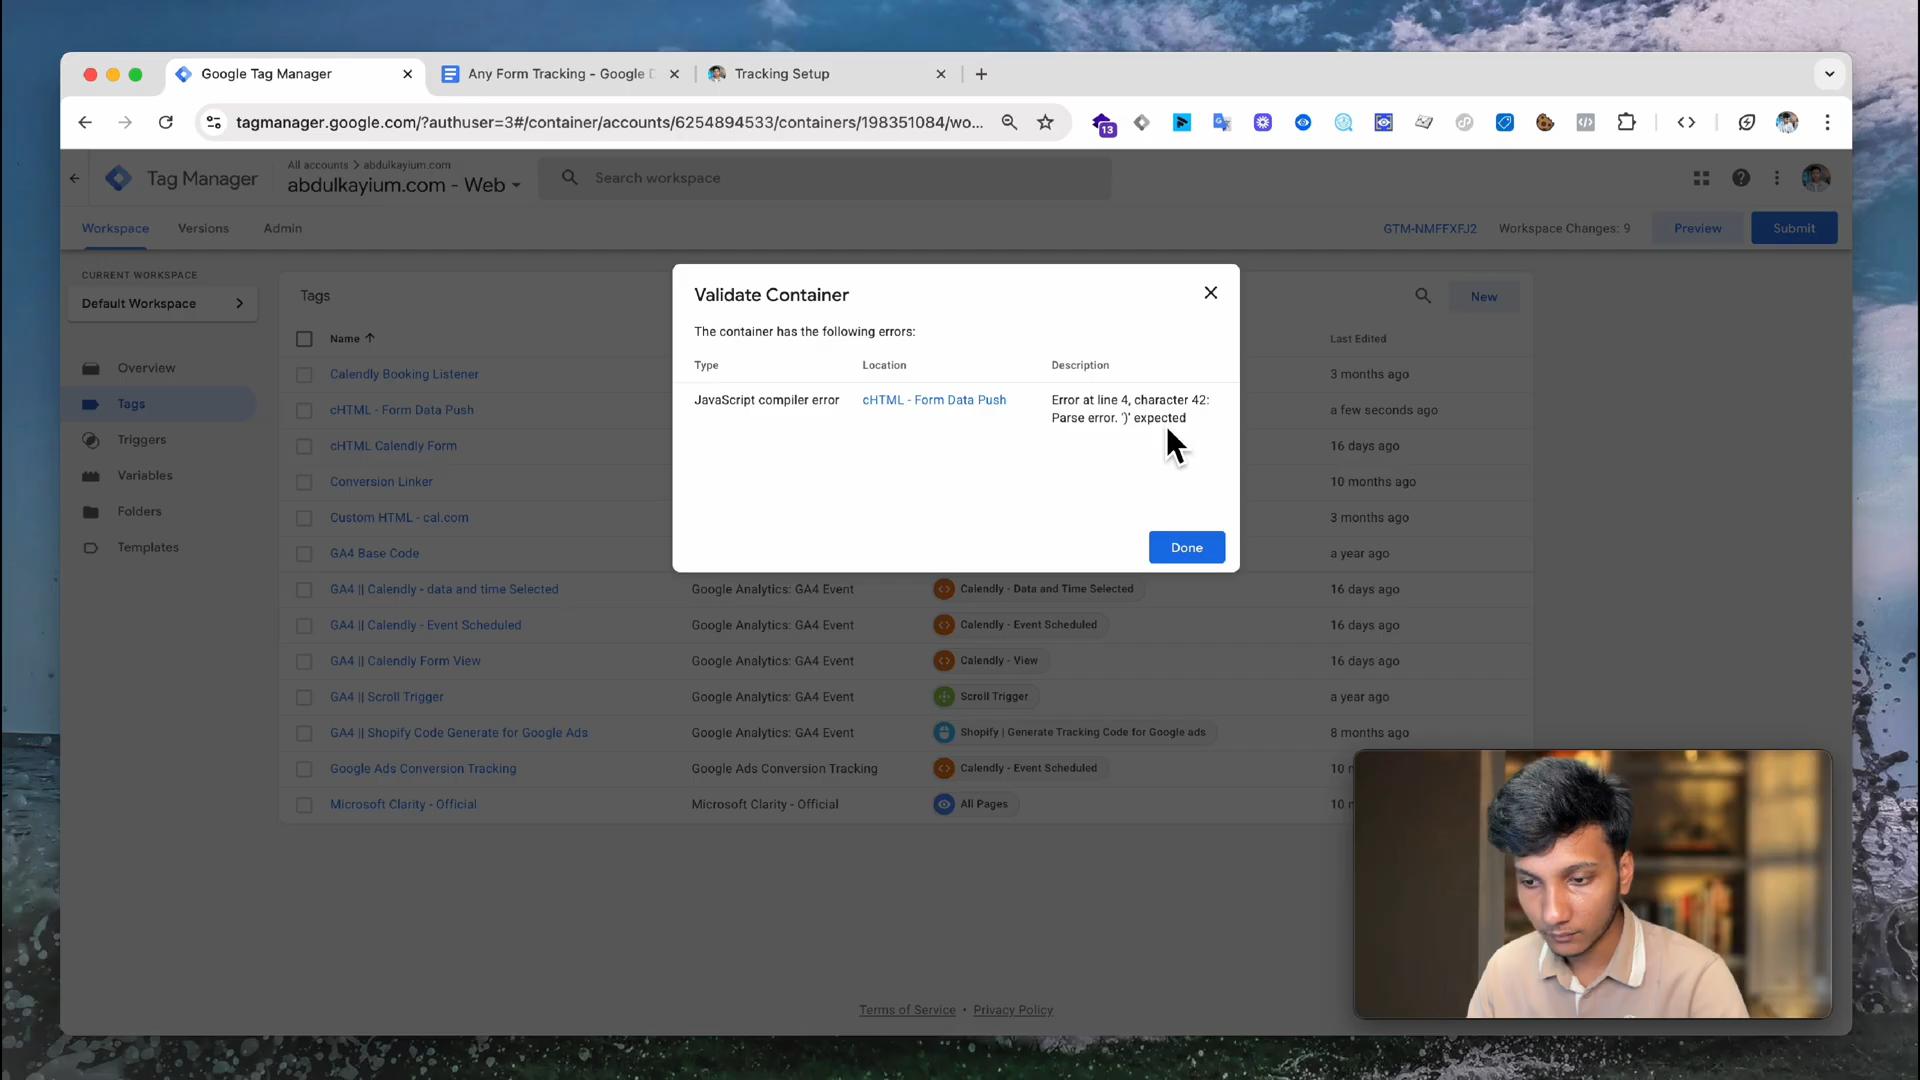 Google Tag Manager
Any Form Tracking - Google D
Tracking Setup
tagmanager.google.com/?authuser=3#/container/accounts/6254894533/containers/198351084/wo...
13
All accounts > abdulkayium.com
Tag Manager
abdulkayium.com - Web
Search workspace
Workspace
Versions
Admin
GTM-NMFFXFJ2
Workspace Changes: 9
Preview
Submit
CURRENT WORKSPACE
Default Workspace
Overview
Tags
Triggers
Variables
Folders
Templates
Tags
New
Name
Last Edited
Calendly Booking Listener
3 months ago
cHTML - Form Data Push
a few seconds ago
cHTML Calendly Form
16 days ago
Conversion Linker
10 months ago
Custom HTML - cal.com
3 months ago
GA4 Base Code
a year ago
GA4 || Calendly - data and time Selected
Google Analytics: GA4 Event
Calendly - Data and Time Selected
16 days ago
GA4 || Calendly - Event Scheduled
Google Analytics: GA4 Event
Calendly - Event Scheduled
16 days ago
GA4 || Calendly Form View
Google Analytics: GA4 Event
Calendly - View
16 days ago
GA4 || Scroll Trigger
Google Analytics: GA4 Event
Scroll Trigger
a year ago
GA4 || Shopify Code Generate for Google Ads
Google Analytics: GA4 Event
Shopify | Generate Tracking Code for Google ads
8 months ago
Google Ads Conversion Tracking
Google Ads Conversion Tracking
Calendly - Event Scheduled
10 m
Microsoft Clarity - Official
Microsoft Clarity - Official
All Pages
10 m
Validate Container
The container has the following errors:
Type
Location
Description
JavaScript compiler error
cHTML - Form Data Push
Error at line 4, character 42:
Parse error. ')' expected
Done
Terms of Service • Privacy Policy